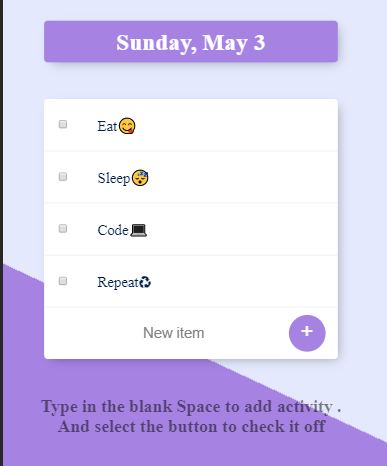 Sunday, May 3
Eat😋
Sleep😴
Code💻
Repeat♻
New item
+
Type in the blank Space to add activity .
And select the button to check it off